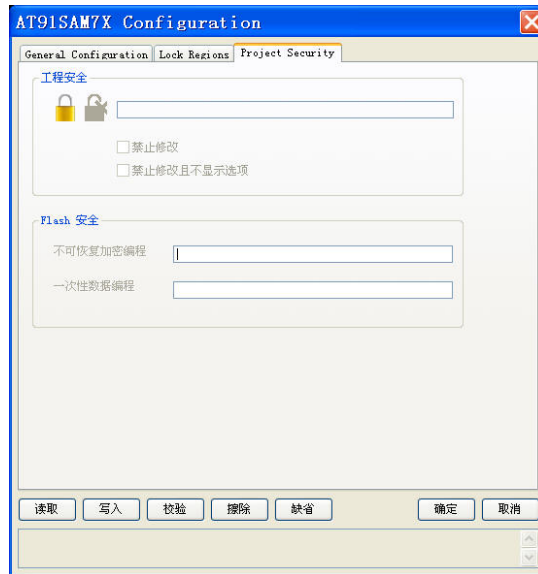 AT91SAM7X Configuration
General Configuration Lock Regions Project Security
工程安全
禁止修改
禁止修改且不显示选项
Flash 安全
不可恢复加密编程
一次性数据编程
读取 写入 校验 擦除 缺省 确定 取消